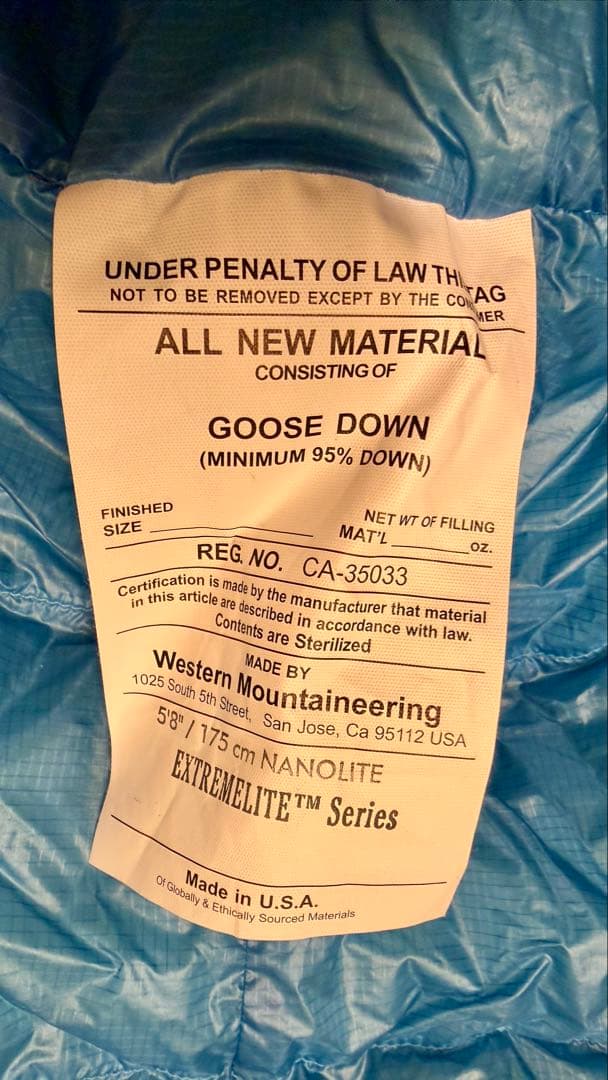 UNDER PENALTY OF LAW TAG
NOT TO BE REMOVED EXCEPT BY THE
ALL NEW MATERIAL
CONSISTING OF
GOOSE DOWN
(MINIMUM 95% DOWN)
FINISHED
SIZE
NET WT OF FILLING
MAT'L oz.
REG. NO. CA-35033
Certification is made by the manufacturer that material
in this article are described in accordance with law.
Contents are Sterilized
MADE BY
Western Mountaineering
1025 South 5th Street, San Jose, Ca 95112 USA
5'8" / 175 cm NANOLITE
EXTREMELITE™ Series
Made in U.S.A.
Of Globally & Ethically Sourced Materials